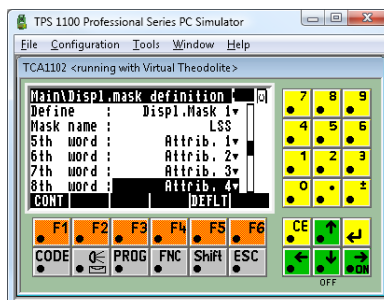 TPS 1100 Professional Series PC Simulator
File Configuration Tools Window Help
TCA1102 <running with Virtual Theodolite>
Main\Displ.mask definition
Define : Displ.Mask 1▾
Mask name : LSS
5th word : Attrib. 1▾
6th word : Attrib. 2▾
7th word : Attrib. 3▾
8th word : Attrib. 4▾
CONT DEFLT
7 8 9
4 5 6
1 2 3
0 . ±
F1 F2 F3 F4 F5 F6
CE
CODE PROG FNC Shift ESC
ON
OFF